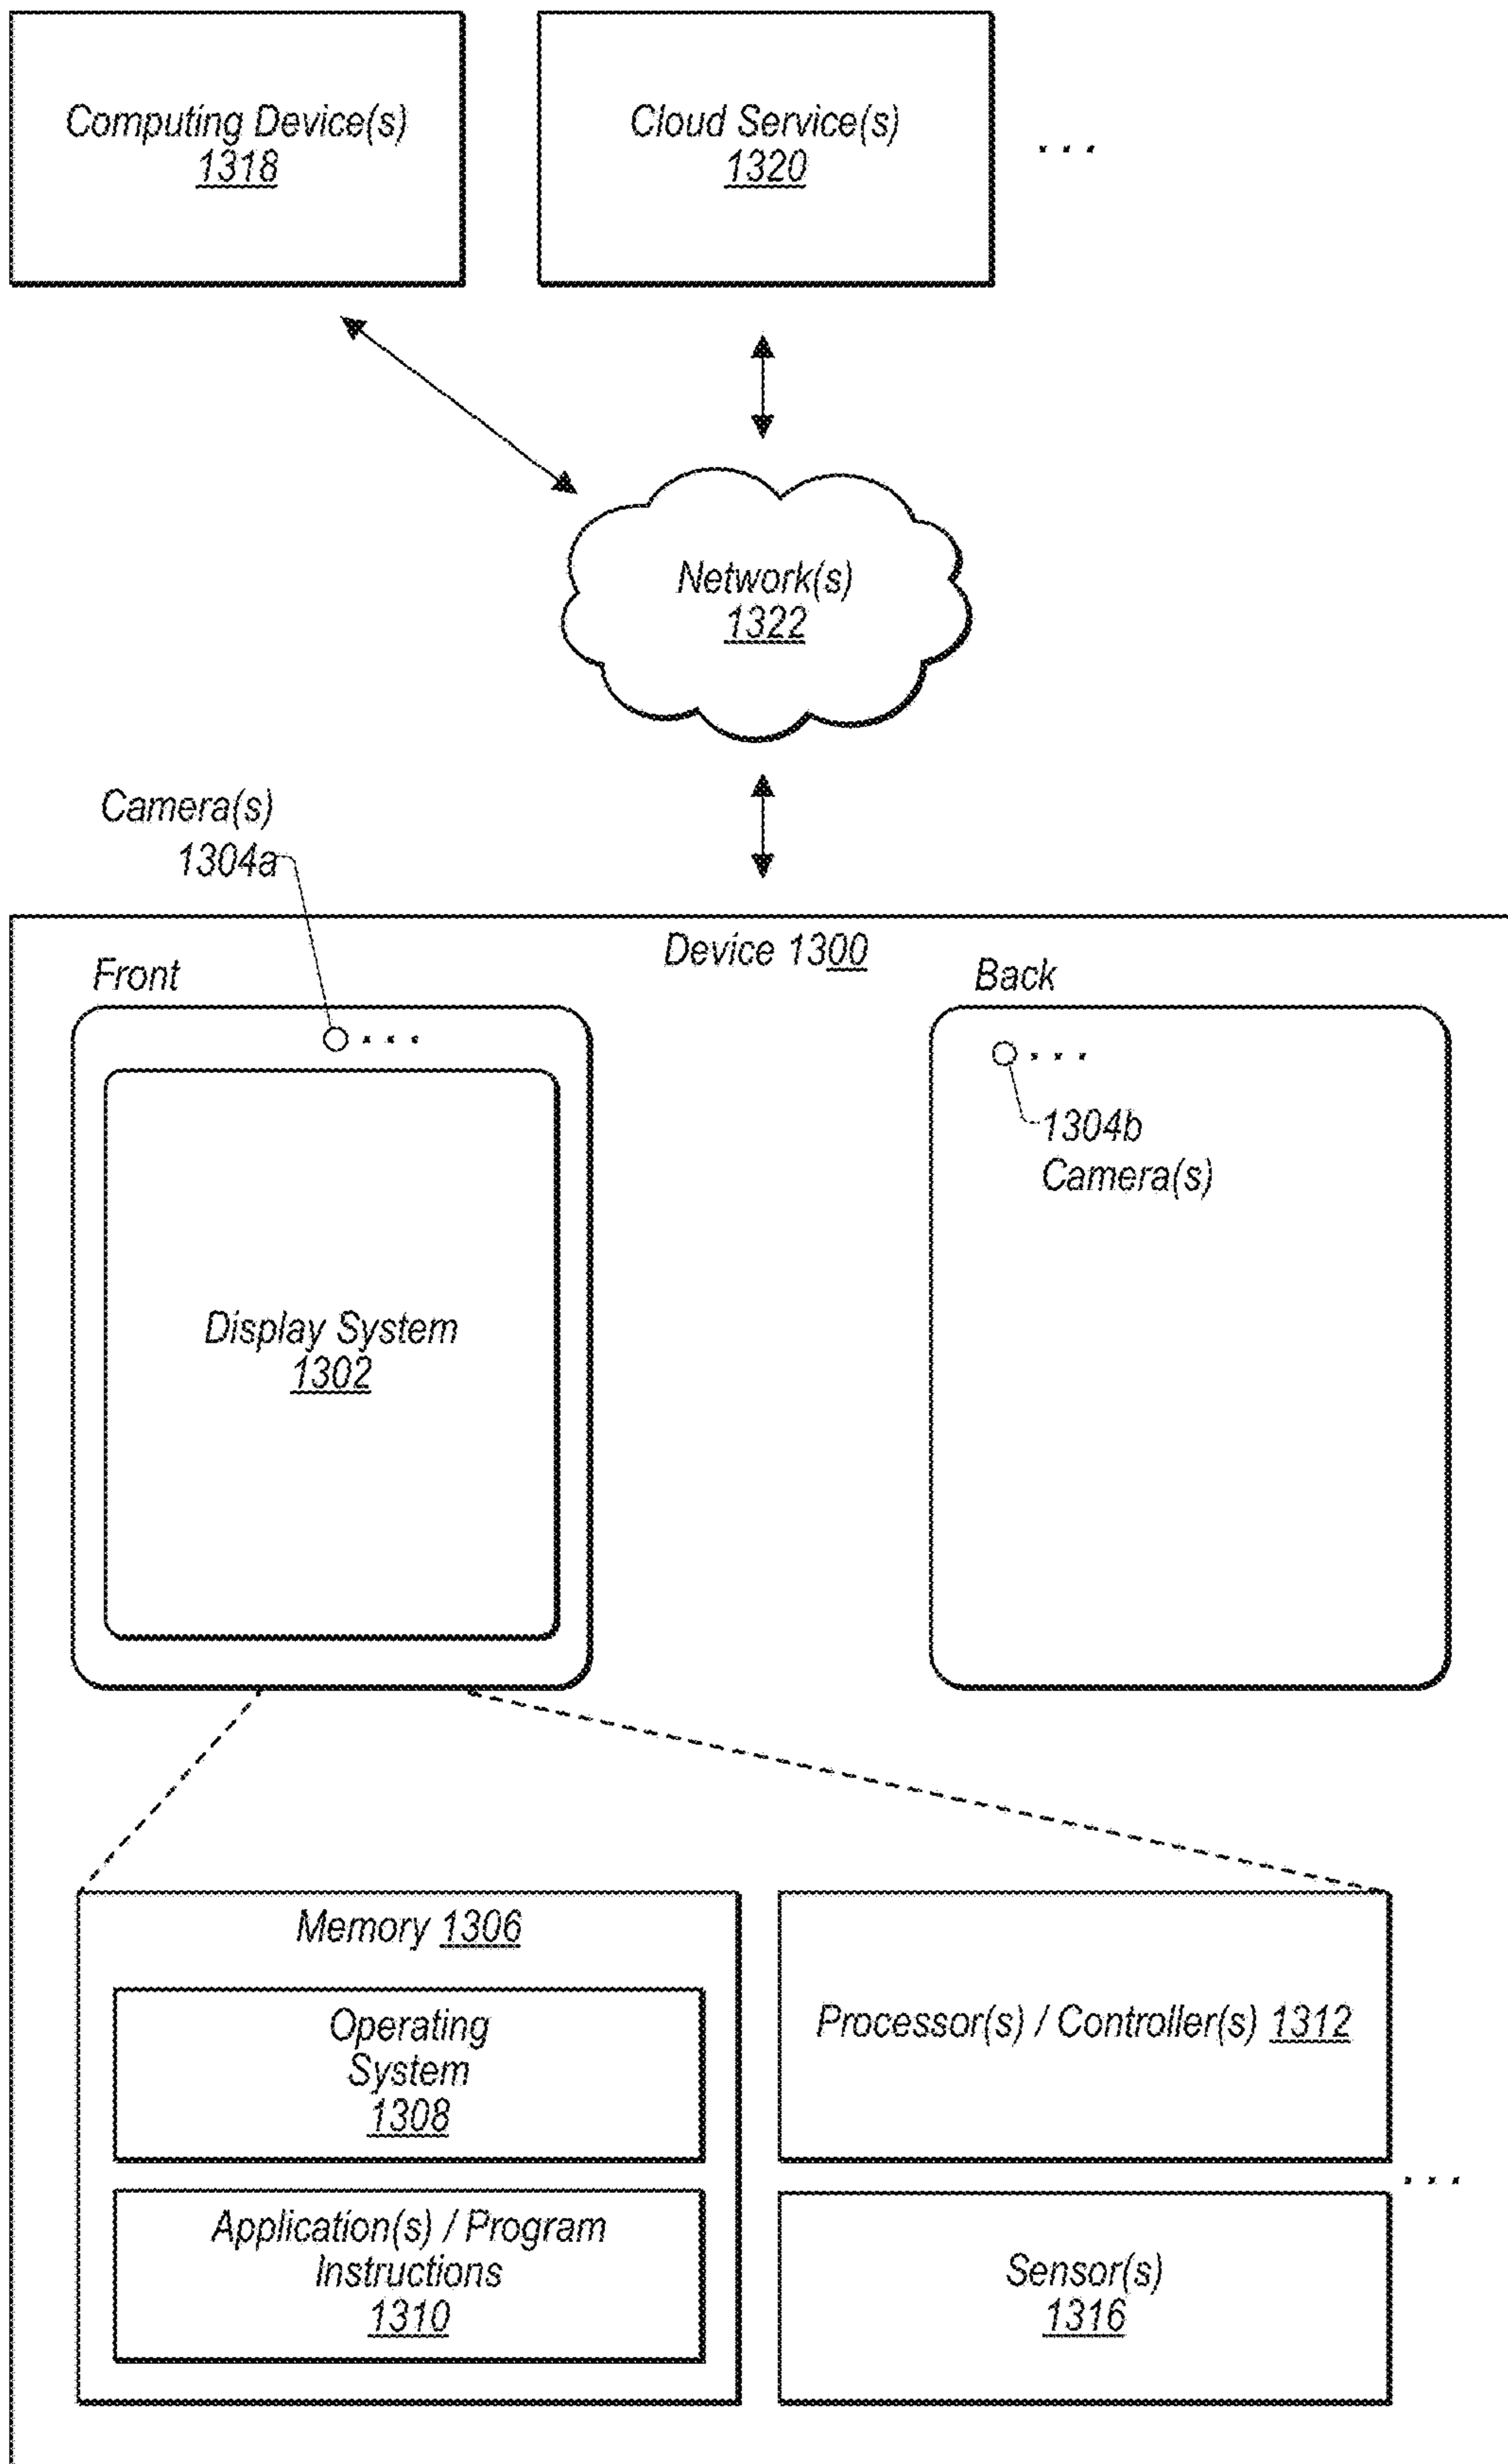 Computing Device(s)
1318
Cloud Service(s)
1320
. . .
Network(s)
1322
Camera(s)
1304a
Device 1300
Front
Back
. . .
. . .
1304b
Camera(s)
Display System
1302
Memory 1306
Operating
System
1308
Application(s) / Program
Instructions
1310
Processor(s) / Controller(s) 1312
. . .
Sensor(s)
1316